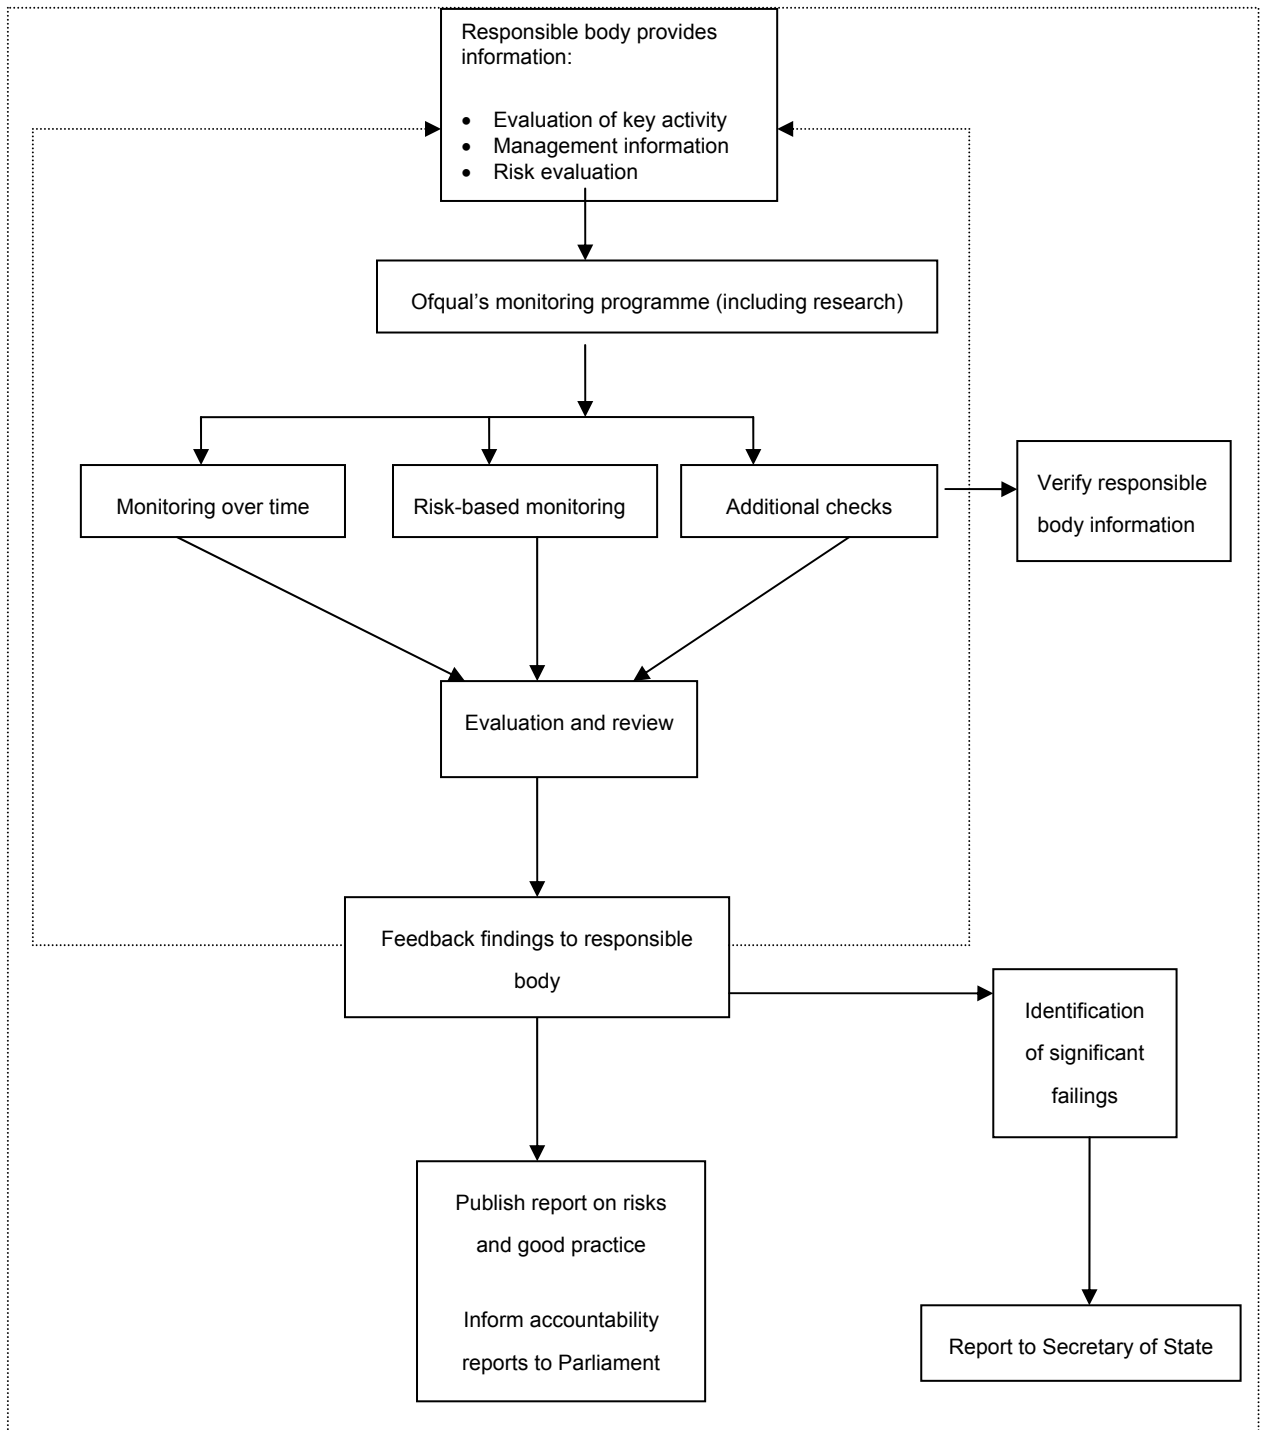 Responsible body provides
information:
• Evaluation of key activity
• Management information
• Risk evaluation
Ofqual’s monitoring programme (including research)
Monitoring over time
Risk-based monitoring
Additional checks
Verify responsible
body information
Evaluation and review
Feedback findings to responsible
body
Identification
of significant
failings
Publish report on risks
and good practice
Inform accountability
reports to Parliament
Report to Secretary of State